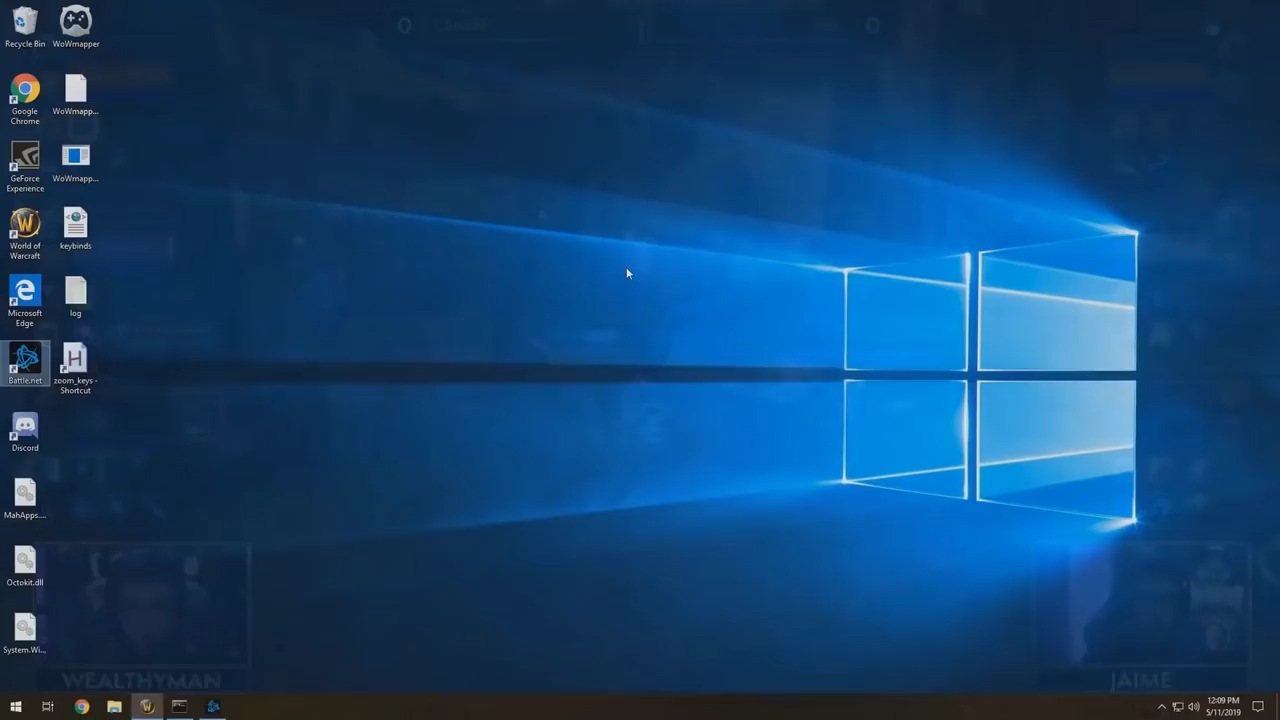 Recycle Bin
WoWmapper
Google
Chrome
WoWmapp...
GeForce
Experience
WoWmapp...
World of
Warcraft
keybinds
Microsoft
Edge
log
Battle.net
zoom_keys -
Shortcut
Discord
MahApps....
Octokit.dll
System.Wi...
WEALTHYMAN
JAIME
12:09 PM
5/11/2019